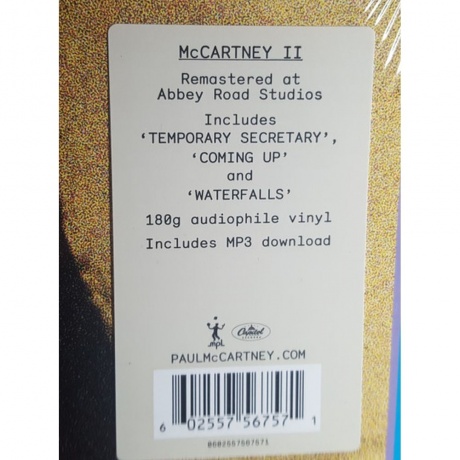 McCARTNEY II
Remastered at
Abbey Road Studios
Includes
‘TEMPORARY SECRETARY’,
‘COMING UP’
and
‘WATERFALLS’
180g audiophile vinyl
Includes MP3 download
mpl
Capitol
RECORDS
PAULMcCARTNEY.COM
6 02557 56757 1
0602557567571